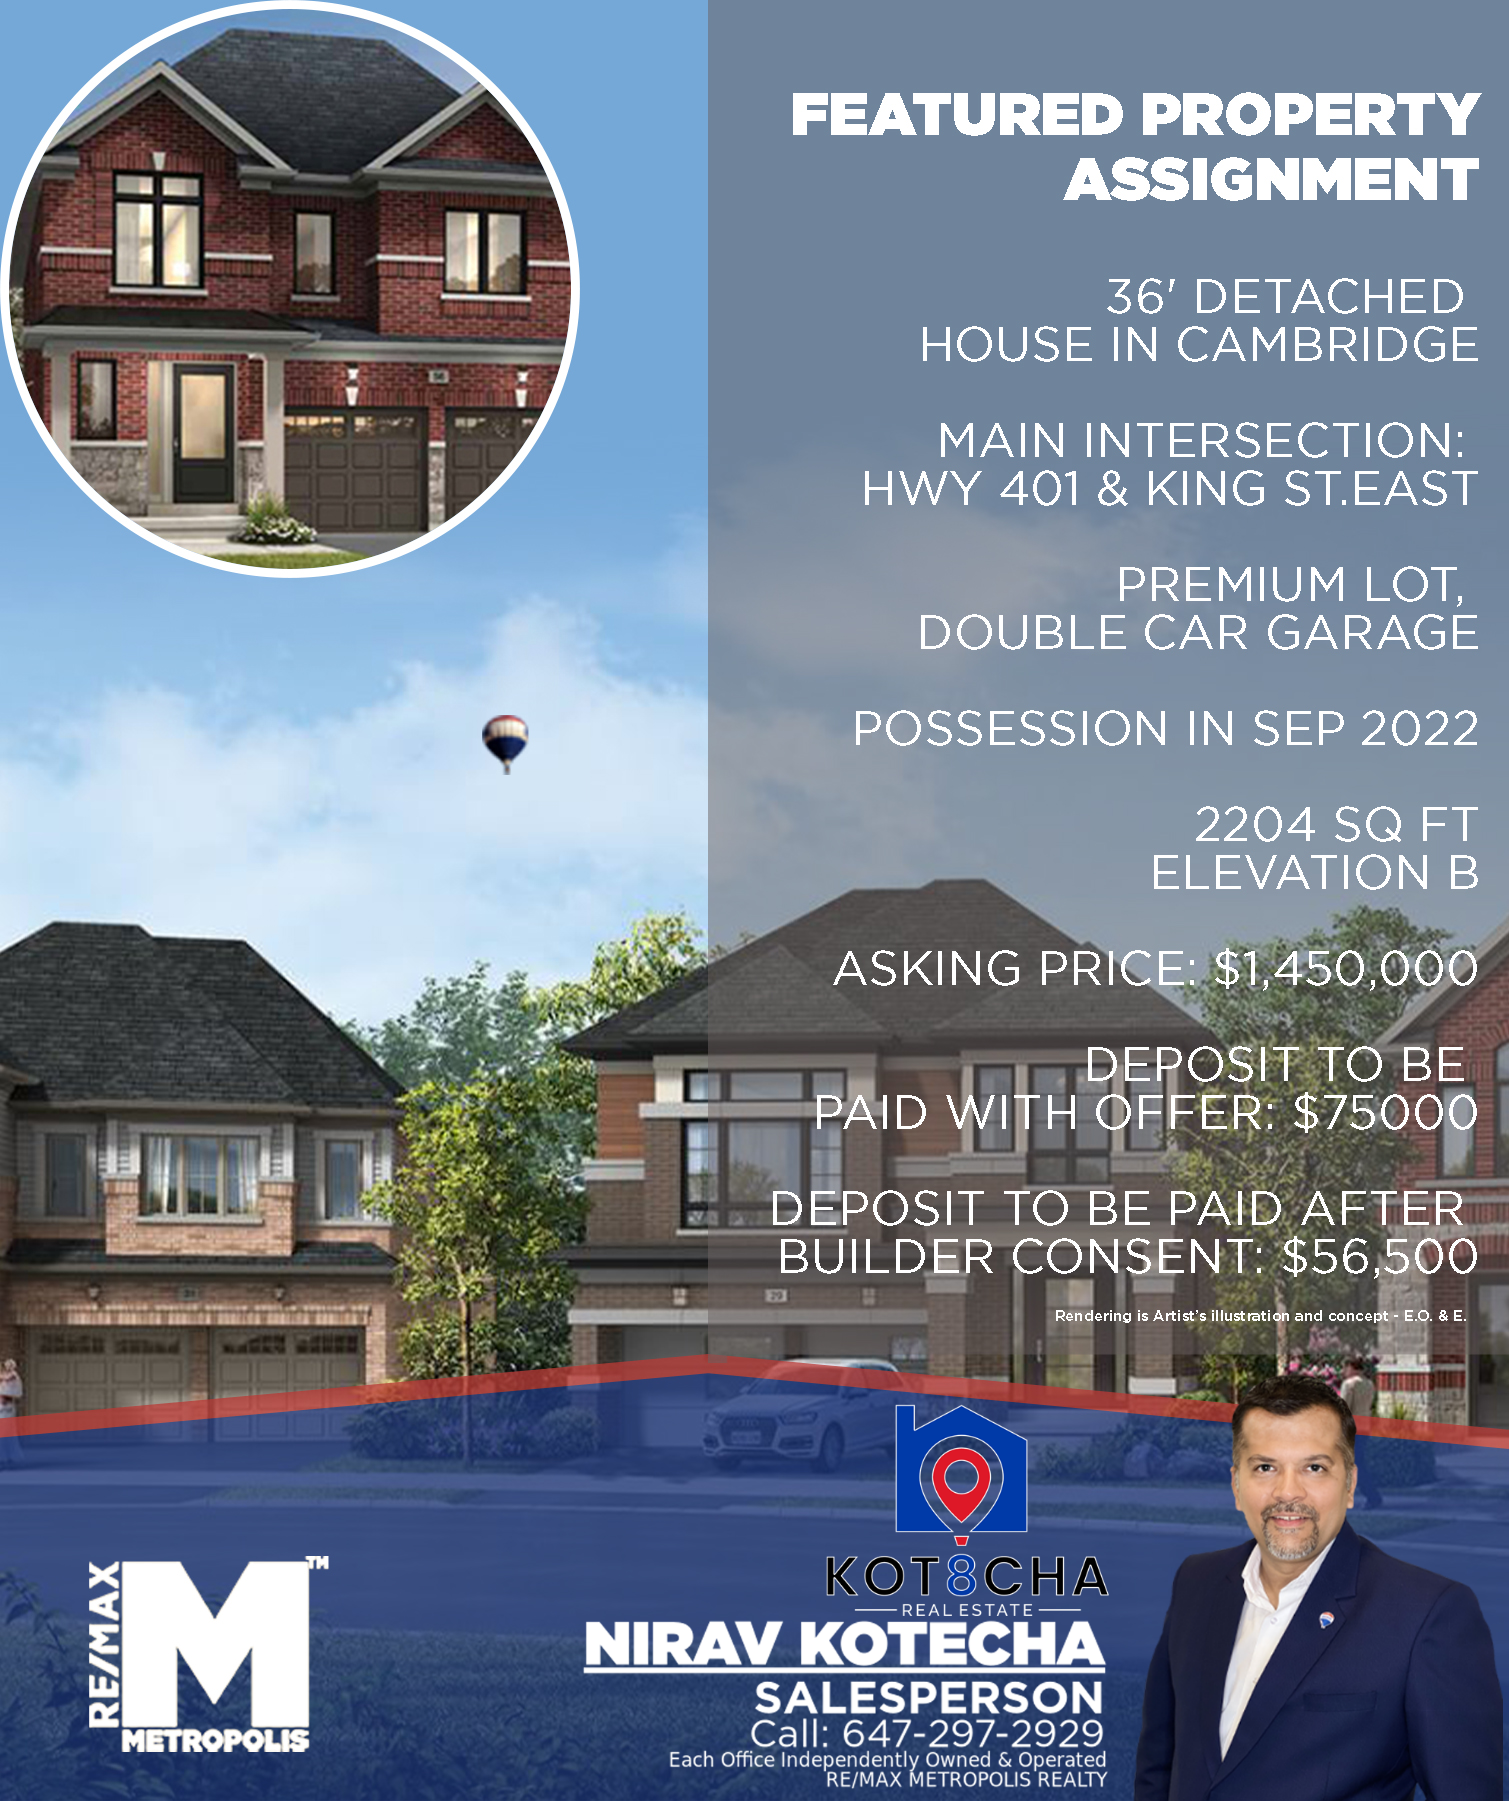 FEATURED PROPERTY
ASSIGNMENT
36' DETACHED
HOUSE IN CAMBRIDGE
MAIN INTERSECTION:
HWY 401 & KING ST.EAST
PREMIUM LOT,
DOUBLE CAR GARAGE
POSSESSION IN SEP 2022
2204 SQ FT
ELEVATION B
ASKING PRICE: $1,450,000
DEPOSIT TO BE
PAID WITH OFFER: $75000
DEPOSIT TO BE PAID AFTER
BUILDER CONSENT: $56,500
Rendering is Artist's illustration and concept - E.O. & E.
RE/MAX
M™
METROPOLIS
KOT8CHA
REAL ESTATE
NIRAV KOTECHA
SALESPERSON
Call: 647-297-2929
Each Office Independently Owned & Operated
RE/MAX METROPOLIS REALTY